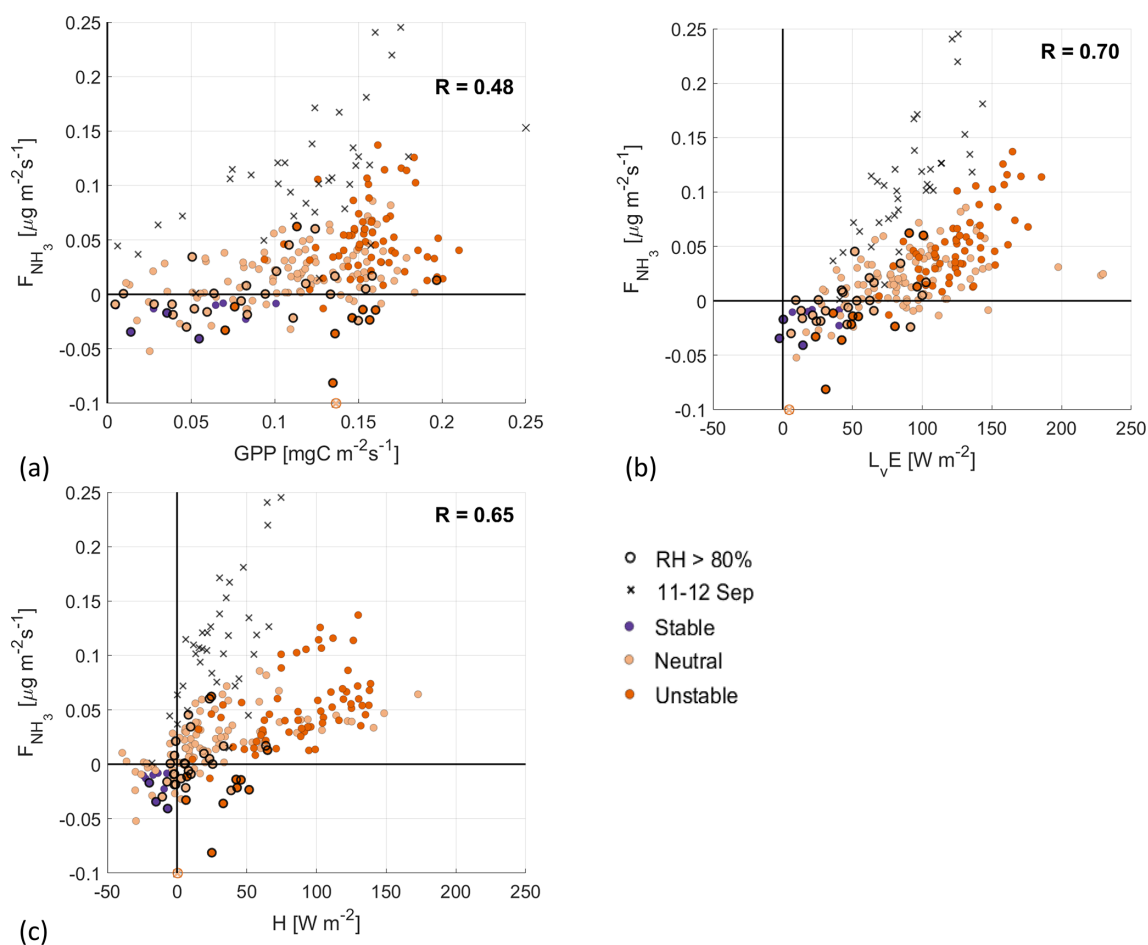 0.25
0.2
0.15
0.1
0.05
0
-0.05
-0.1
F_NH₃ [μg m⁻²s⁻¹]
R = 0.48
0 0.05 0.1 0.15 0.2 0.25
GPP [mgC m⁻²s⁻¹]
(a)
0.25
0.2
0.15
0.1
0.05
0
-0.05
-0.1
F_NH₃ [μg m⁻²s⁻¹]
R = 0.70
-50 0 50 100 150 200 250
LᵥE [W m⁻²]
(b)
0.25
0.2
0.15
0.1
0.05
0
-0.05
-0.1
F_NH₃ [μg m⁻²s⁻¹]
R = 0.65
-50 0 50 100 150 200 250
H [W m⁻²]
(c)
RH > 80%
11-12 Sep
Stable
Neutral
Unstable